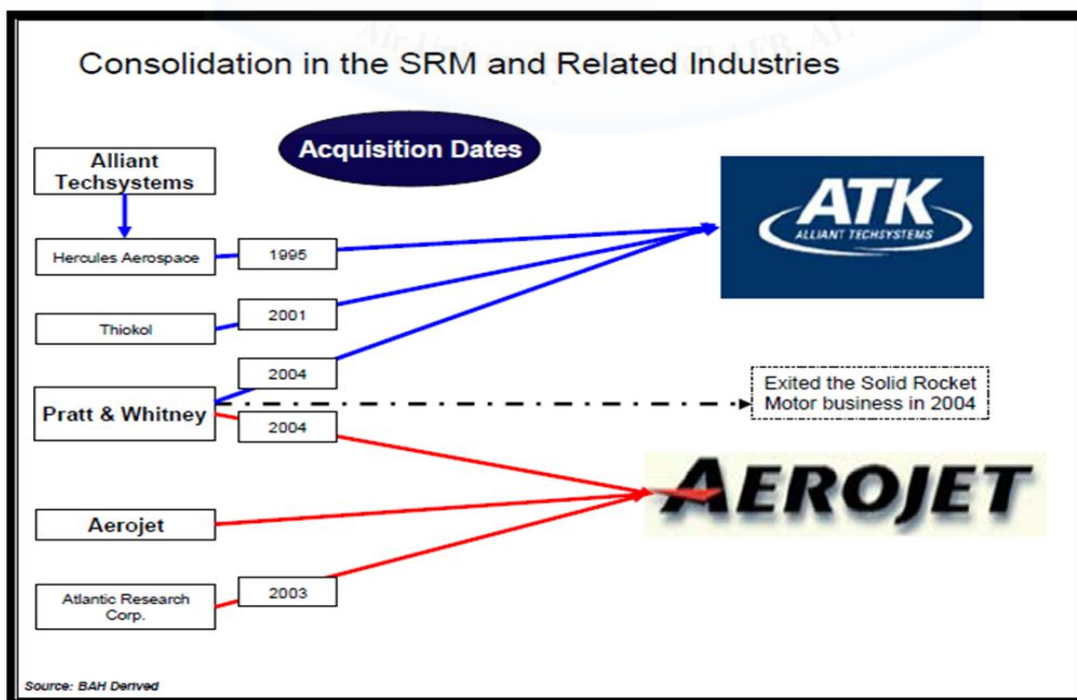 Consolidation in the SRM and Related Industries
Acquisition Dates
Alliant
Techsystems
Hercules Aerospace
1995
ATK
ALLIANT TECHSYSTEMS
Thiokol
2001
2004
Pratt & Whitney
2004
Exited the Solid Rocket
Motor business in 2004
Aerojet
AEROJET
Atlantic Research
Corp.
2003
Source: BAH Derived